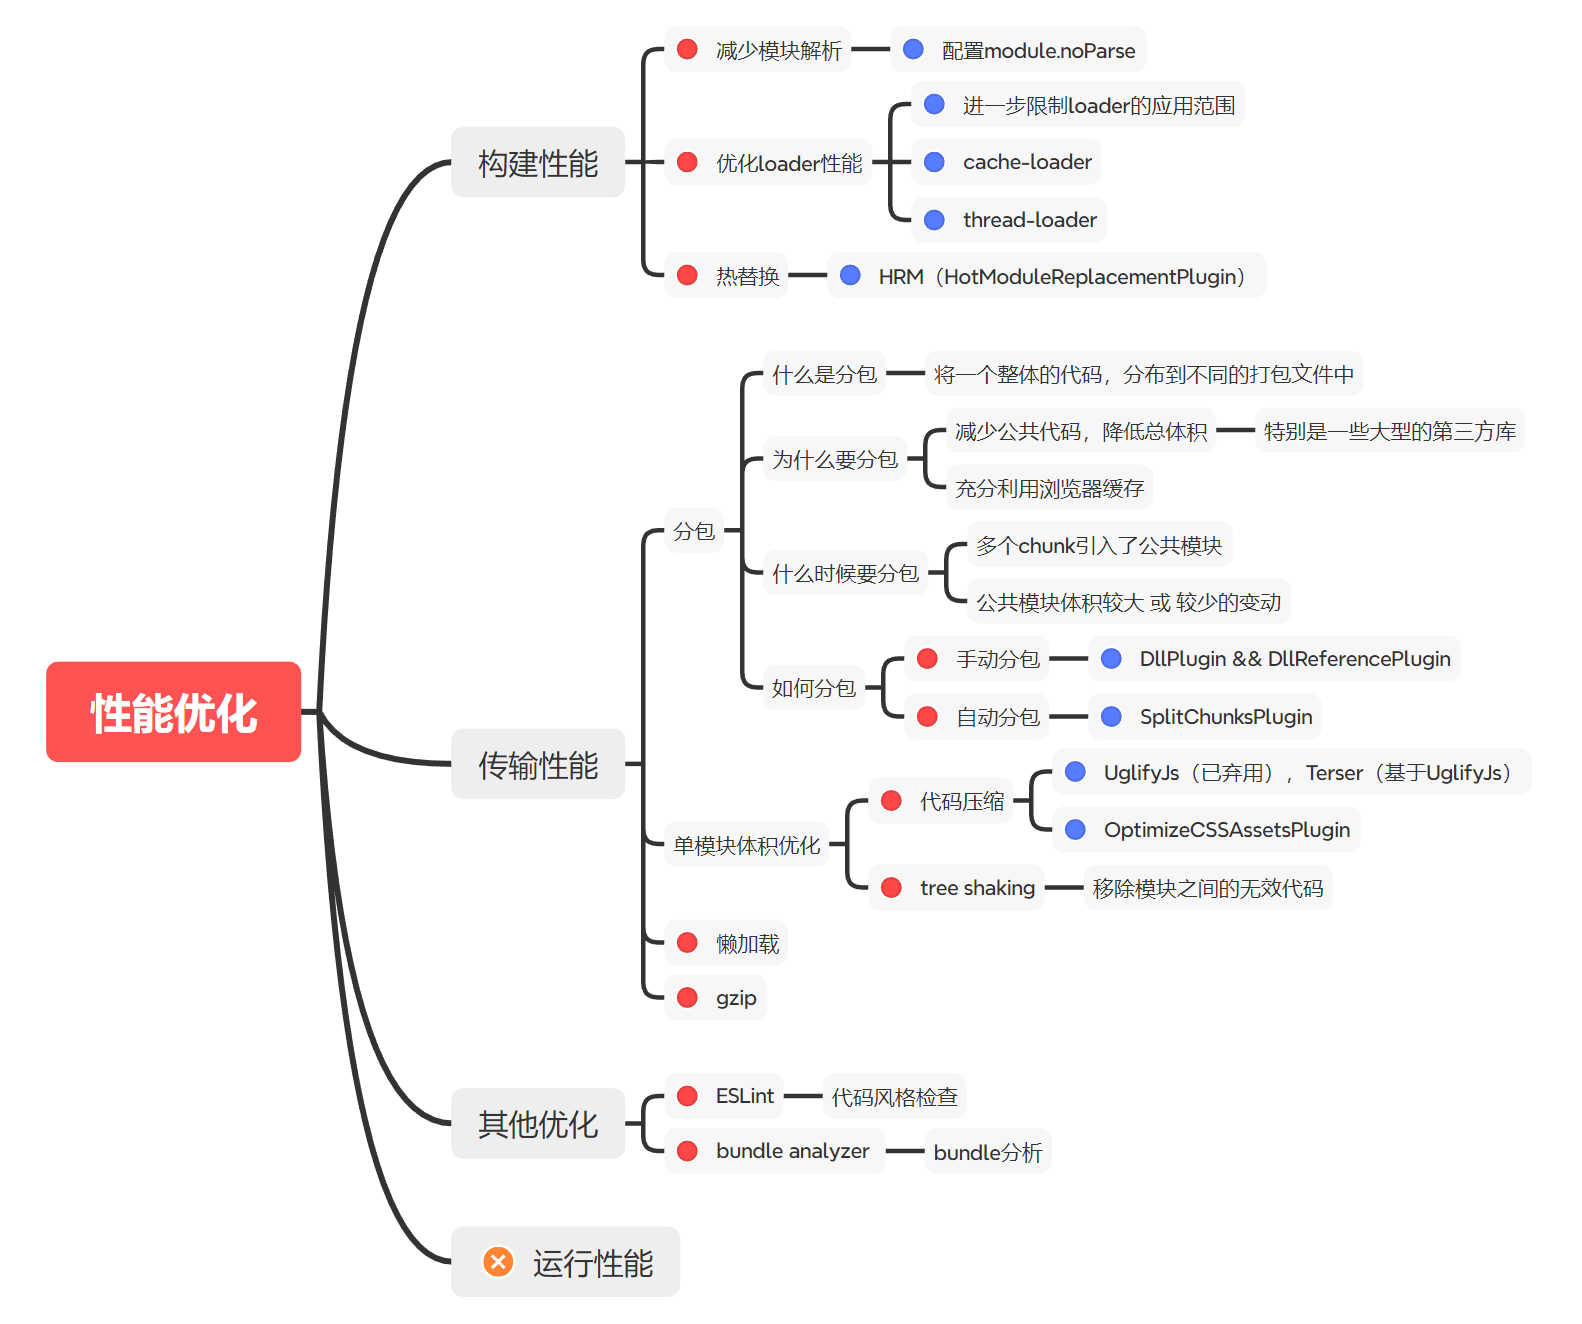 性能优化
构建性能
减少模块解析
配置module.noParse
优化loader性能
进一步限制loader的应用范围
cache-loader
thread-loader
热替换
HRM（HotModuleReplacementPlugin）
传输性能
分包
什么是分包
将一个整体的代码，分布到不同的打包文件中
为什么要分包
减少公共代码，降低总体积
特别是一些大型的第三方库
充分利用浏览器缓存
什么时候要分包
多个chunk引入了公共模块
公共模块体积较大 或 较少的变动
如何分包
手动分包
DllPlugin && DllReferencePlugin
自动分包
SplitChunksPlugin
单模块体积优化
代码压缩
UglifyJs（已弃用），Terser（基于UglifyJs）
OptimizeCSSAssetsPlugin
tree shaking
移除模块之间的无效代码
懒加载
gzip
其他优化
ESLint
代码风格检查
bundle analyzer
bundle分析
运行性能